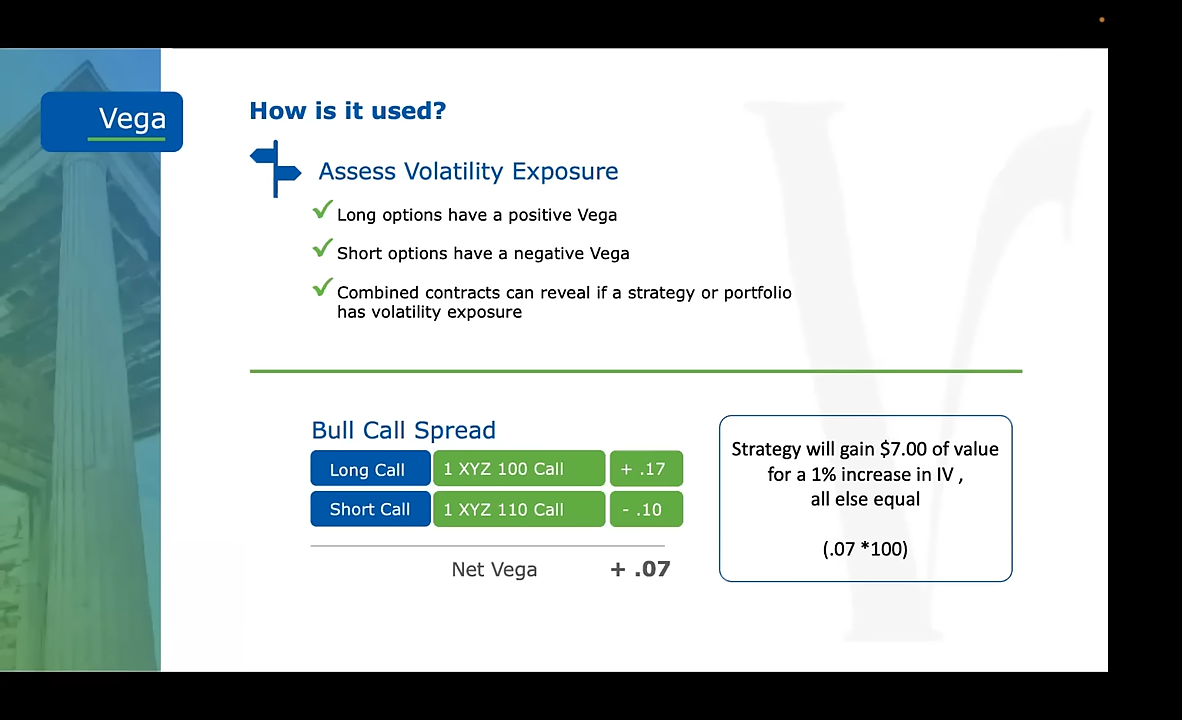 Vega
How is it used?
Assess Volatility Exposure
Long options have a positive Vega
Short options have a negative Vega
Combined contracts can reveal if a strategy or portfolio
has volatility exposure
Bull Call Spread
Long Call 1 XYZ 100 Call + .17
Short Call 1 XYZ 110 Call - .10
Net Vega + .07
Strategy will gain $7.00 of value
for a 1% increase in IV ,
all else equal
(.07 *100)